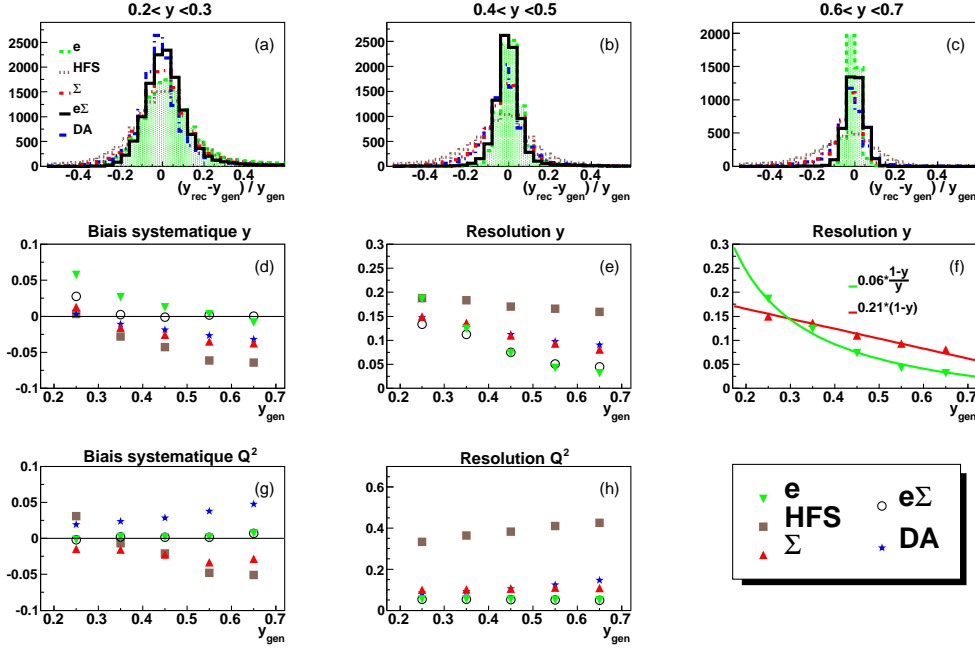 0.2< y <0.3
(a)
e
HFS
Σ
eΣ
DA
2500
2000
1500
1000
500
0
-0.4 -0.2 0 0.2 0.4
(y_rec-y_gen) / y_gen
0.4< y <0.5
(b)
2500
2000
1500
1000
500
0
-0.4 -0.2 0 0.2 0.4
(y_rec-y_gen) / y_gen
0.6< y <0.7
(c)
2000
1500
1000
500
0
-0.4 -0.2 0 0.2 0.4
(y_rec-y_gen) / y_gen
Biais systematique y
(d)
0.1
0.05
0
-0.05
-0.1
0.2 0.3 0.4 0.5 0.6 0.7
y_gen
Resolution y
(e)
0.3
0.25
0.2
0.15
0.1
0.05
0
0.2 0.3 0.4 0.5 0.6 0.7
y_gen
Resolution y
(f)
0.06*(1-y)/y
0.21*(1-y)
0.3
0.25
0.2
0.15
0.1
0.05
0
0.2 0.3 0.4 0.5 0.6 0.7
y_gen
Biais systematique Q²
(g)
0.1
0.05
0
-0.05
-0.1
0.2 0.3 0.4 0.5 0.6 0.7
y_gen
Resolution Q²
(h)
0.6
0.4
0.2
0
0.2 0.3 0.4 0.5 0.6 0.7
y_gen
e
HFS
Σ
eΣ
DA